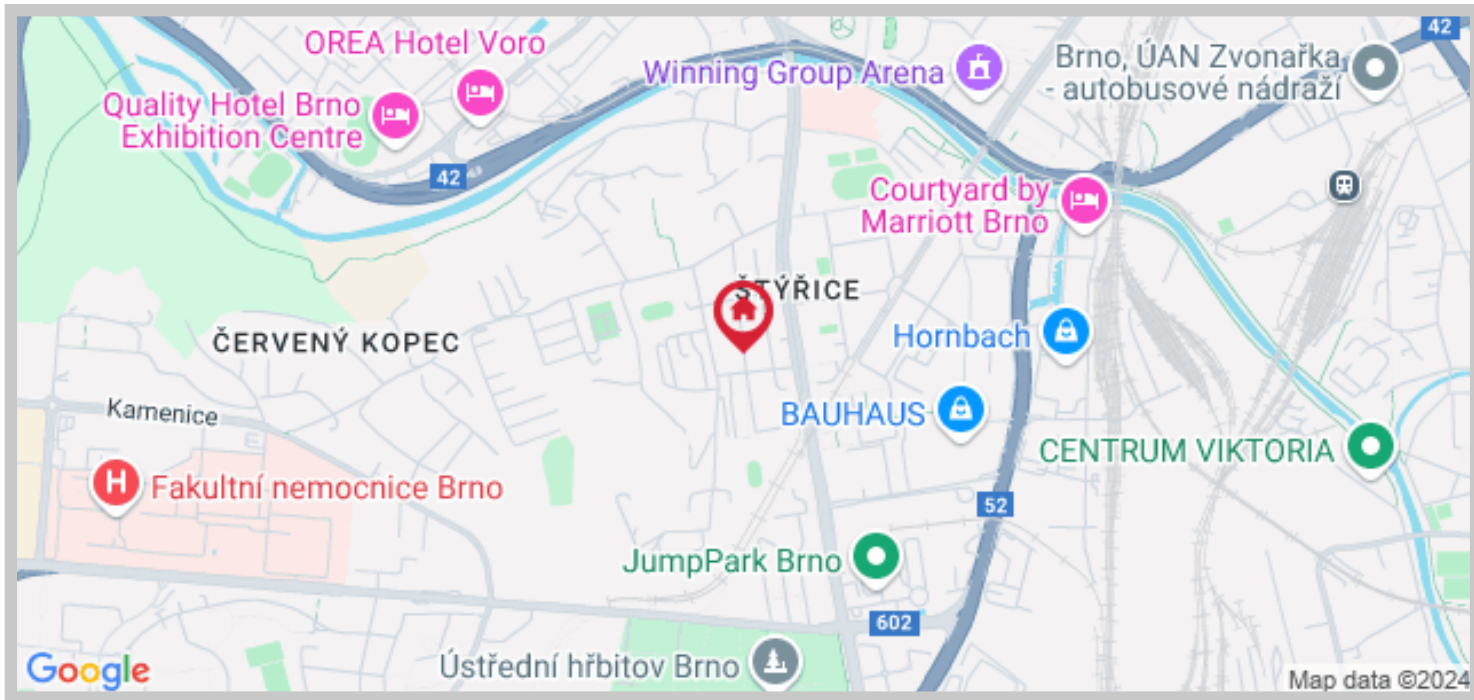 42
OREA Hotel Voro
Winning Group Arena
Brno, ÚAN Zvonařka
- autobusové nádraží
Quality Hotel Brno
Exhibition Centre
42
Courtyard by
Marriott Brno
ŠTÝŘICE
ČERVENÝ KOPEC
Hornbach
Kamenice
BAUHAUS
CENTRUM VIKTORIA
H
Fakultní nemocnice Brno
52
JumpPark Brno
602
Ústřední hřbitov Brno
Google
Map data ©2024